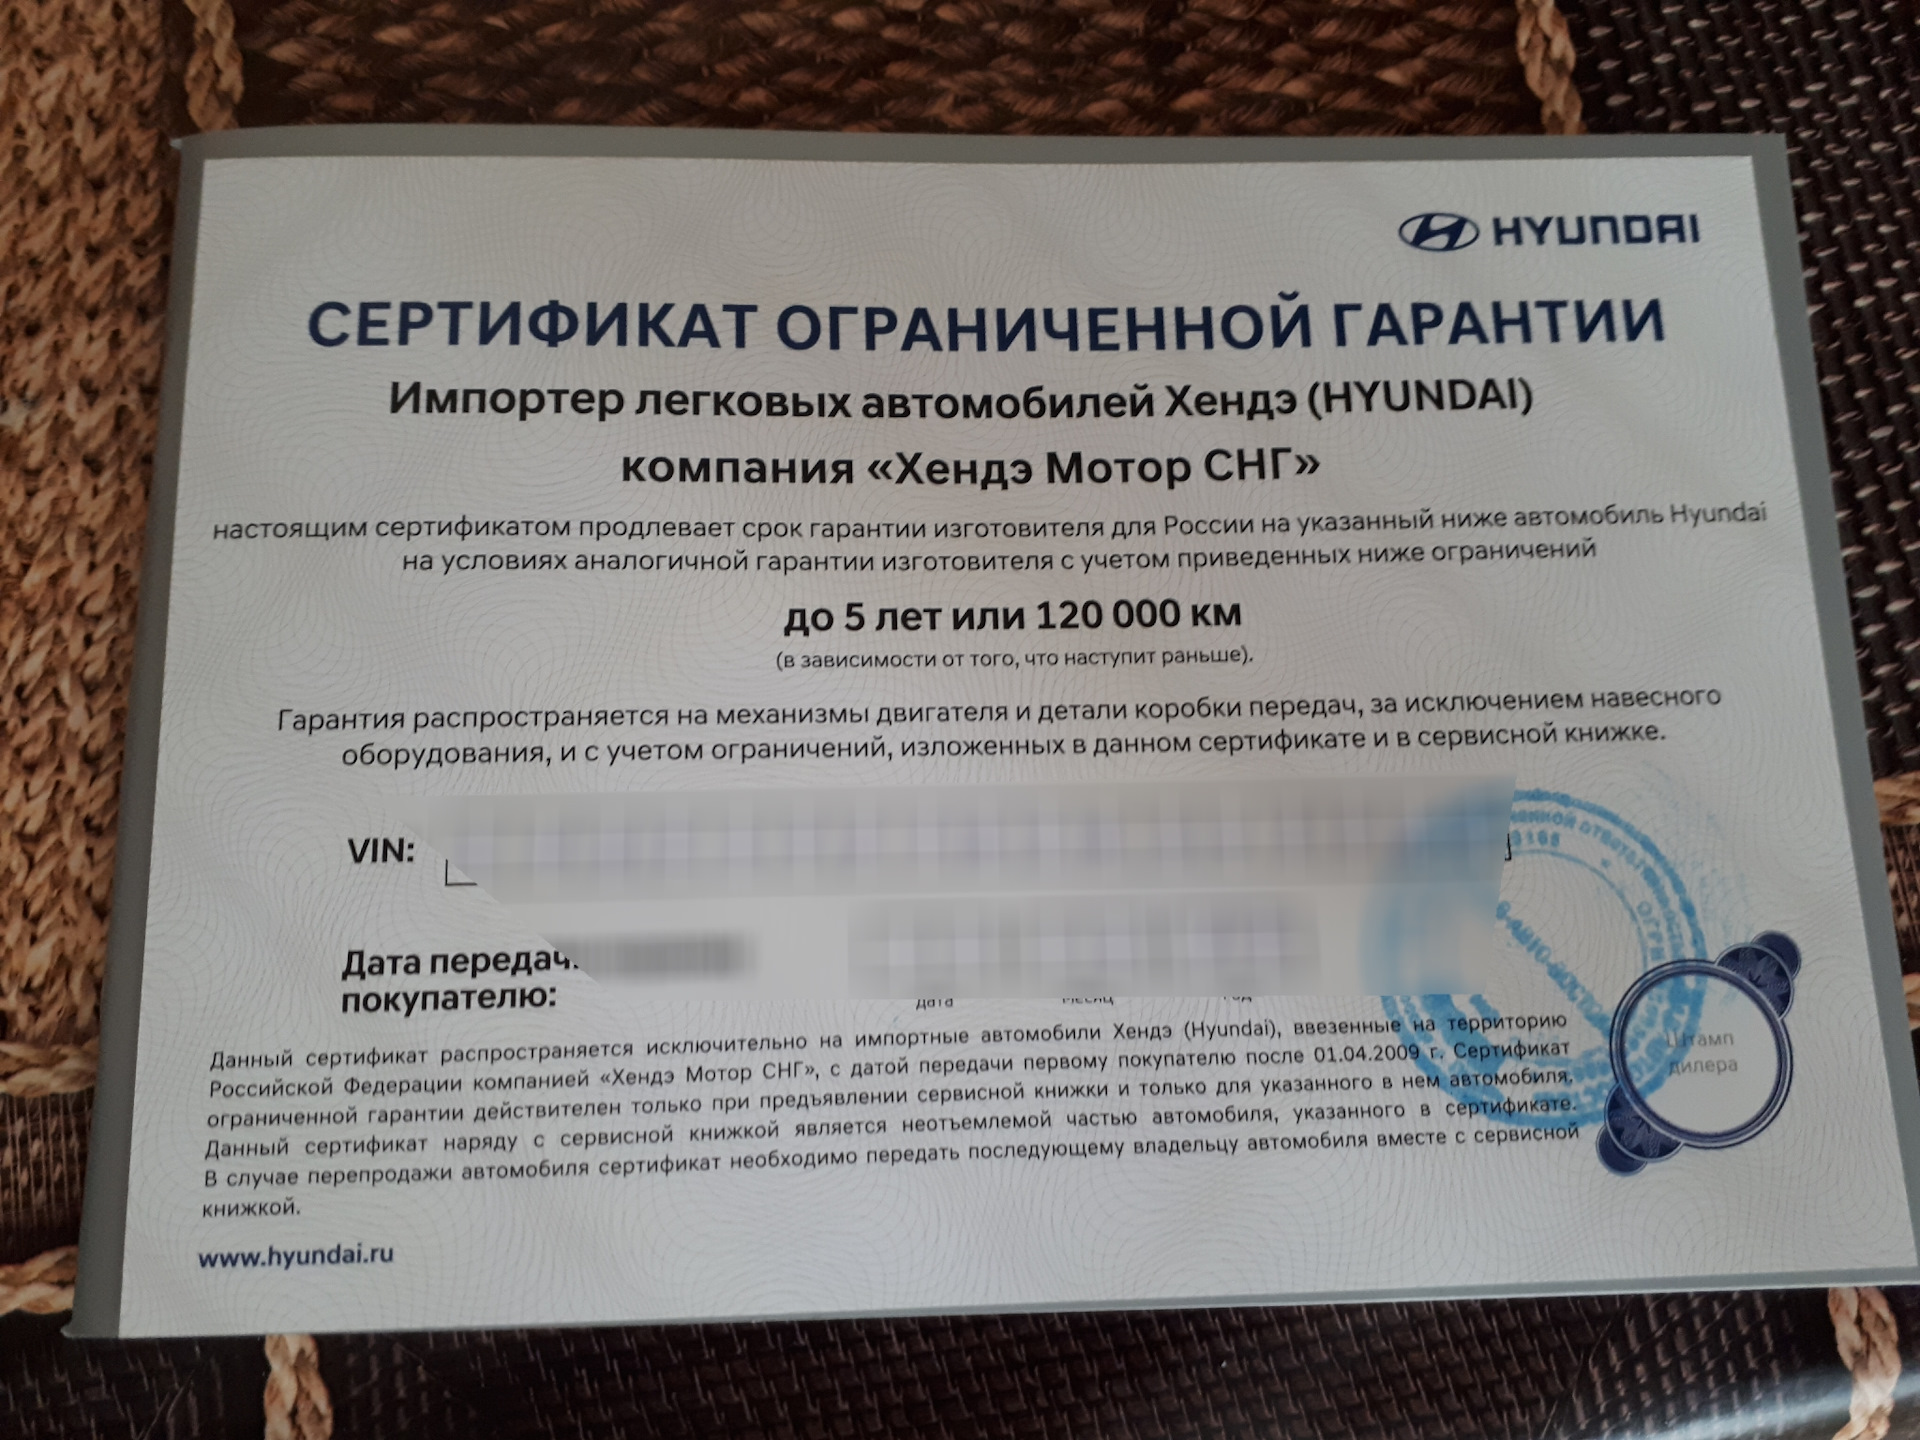 HYUNDAI
СЕРТИФИКАТ ОГРАНИЧЕННОЙ ГАРАНТИИ
Импортер легковых автомобилей Хендэ (HYUNDAI)
компания «Хендэ Мотор СНГ»
настоящим сертификатом продлевает срок гарантии изготовителя для России на указанный ниже автомобиль Hyundai
на условиях аналогичной гарантии изготовителя с учетом приведенных ниже ограничений
до 5 лет или 120 000 км
(в зависимости от того, что наступит раньше).
Гарантия распространяется на механизмы двигателя и детали коробки передач, за исключением навесного
оборудования, и с учетом ограничений, изложенных в данном сертификате и в сервисной книжке.
VIN:
Дата передач
покупателю:
дата месяц год
Данный сертификат распространяется исключительно на импортные автомобили Хендэ (Hyundai), ввезенные на территорию
Российской Федерации компанией «Хендэ Мотор СНГ», с датой передачи первому покупателю после 01.04.2009 г. Сертификат
ограниченной гарантии действителен только при предъявлении сервисной книжки и только для указанного в нем автомобиля.
Данный сертификат наряду с сервисной книжкой является неотъемлемой частью автомобиля, указанного в сертификате.
В случае перепродажи автомобиля сертификат необходимо передать последующему владельцу автомобиля вместе с сервисной
книжкой.
Штамп
дилера
www.hyundai.ru